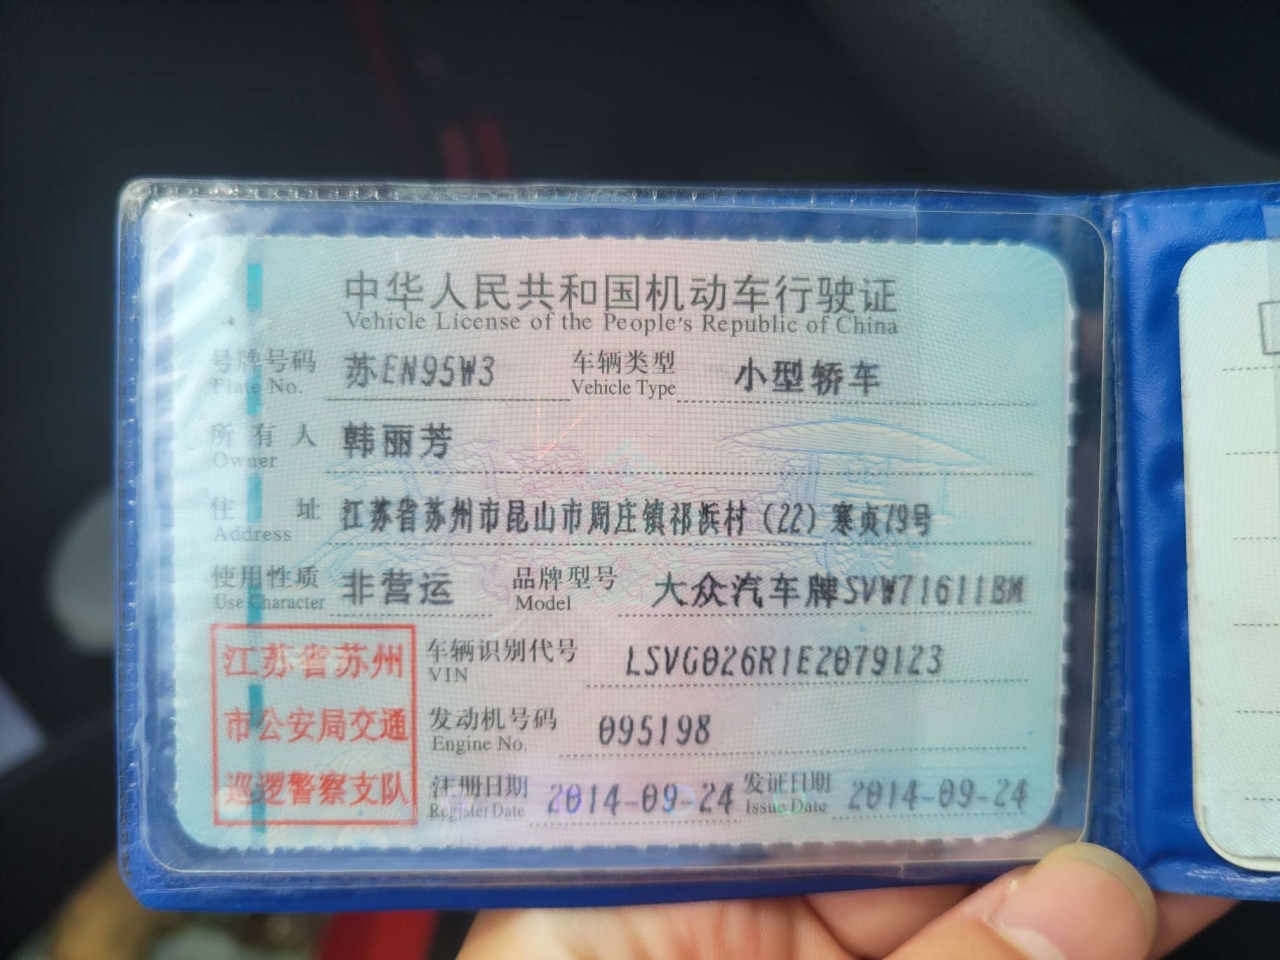 中华人民共和国机动车行驶证
Vehicle License of the People's Republic of China
号牌号码 苏EN95W3 车辆类型 小型轿车
Plate No. Vehicle Type
所有人 韩丽芳
Owner
住址 江苏省苏州市昆山市周庄镇祁浜村(22)寒贞79号
Address
使用性质 非营运 品牌型号 大众汽车牌SVW71611BM
Use Character Model
江苏省苏州
市公安局交通
巡逻警察支队
车辆识别代号 LSVG026R1E2079123
VIN
发动机号码 095198
Engine No.
注册日期 2014-09-24 发证日期 2014-09-24
Register Date Issue Date